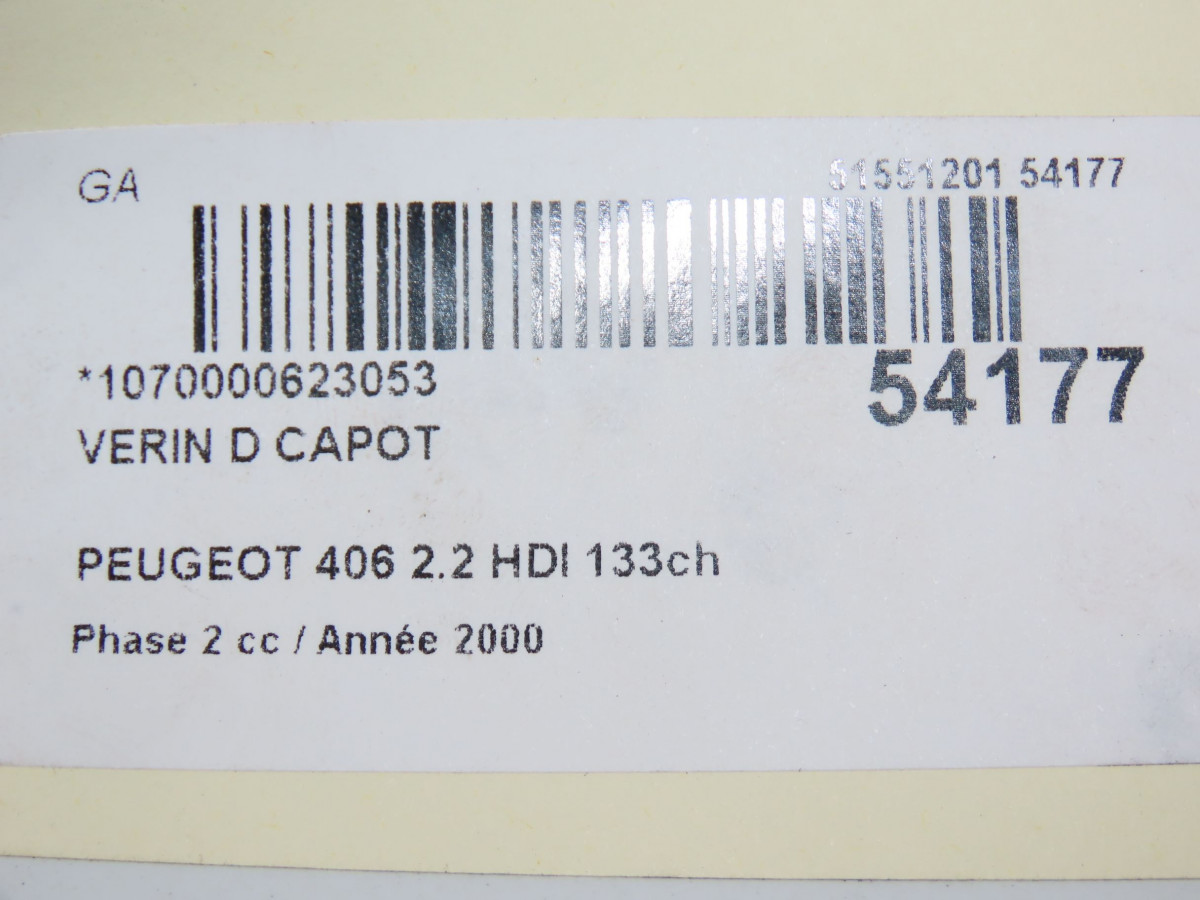 GA
51551201 54177
*1070000623053
54177
VERIN D CAPOT
PEUGEOT 406 2.2 HDI 133ch
Phase 2 cc / Année 2000